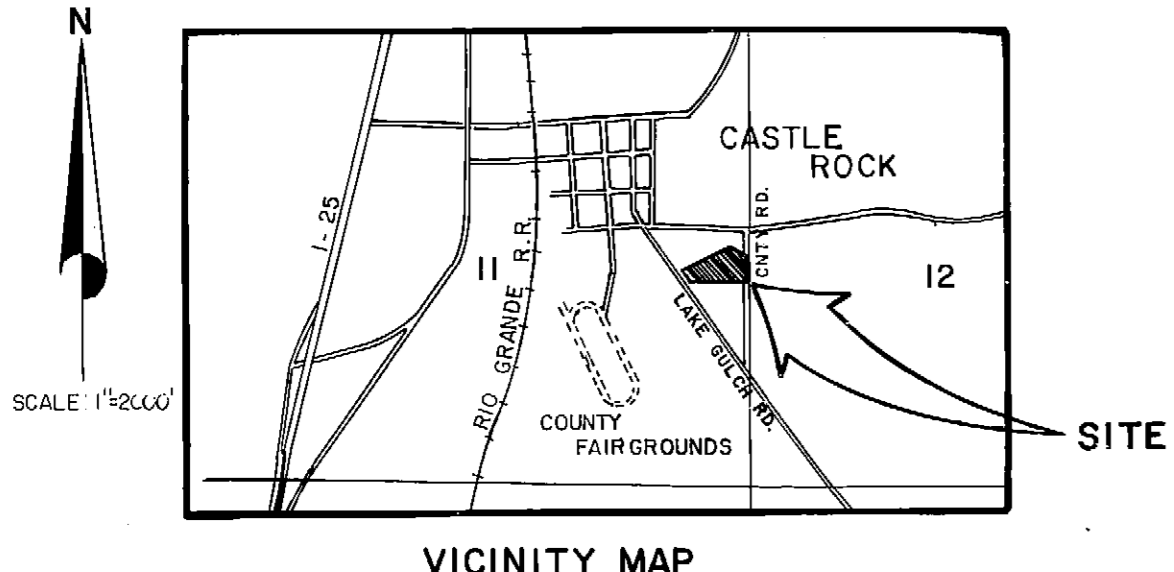 N
CASTLE
ROCK
I-25
RIO GRANDE R.R.
11
CNTY RD.
12
LAKE GULCH RD.
SCALE: 1"=2000'
COUNTY
FAIRGROUNDS
SITE
VICINITY MAP